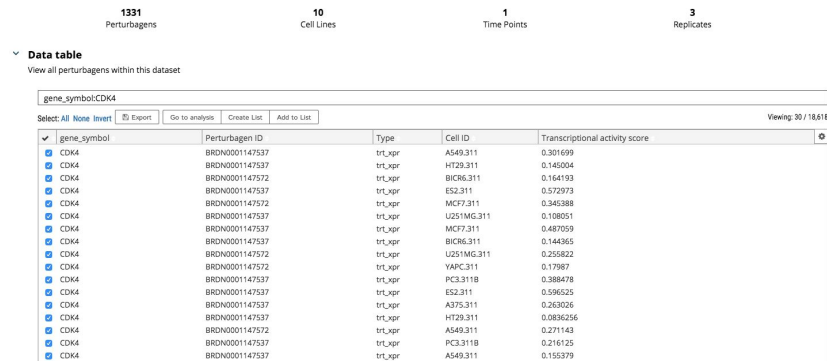 1331 10 1 3
Perturbagens Cell Lines Time Points Replicates
Data table
View all perturbagens within this dataset
gene_symbol:CDK4
Select: All None Invert Export Go to analysis Create List Add to List Viewing: 30 / 18,618
gene_symbol Perturbagen ID Type Cell ID Transcriptional activity score
CDK4 BRDN0001147537 trt_xpr A549.311 0.301699
CDK4 BRDN0001147537 trt_xpr HT29.311 0.145004
CDK4 BRDN0001147572 trt_xpr BICR6.311 0.164193
CDK4 BRDN0001147537 trt_xpr ES2.311 0.572973
CDK4 BRDN0001147572 trt_xpr MCF7.311 0.345388
CDK4 BRDN0001147537 trt_xpr U251MG.311 0.108051
CDK4 BRDN0001147537 trt_xpr MCF7.311 0.487059
CDK4 BRDN0001147537 trt_xpr BICR6.311 0.144365
CDK4 BRDN0001147572 trt_xpr U251MG.311 0.255822
CDK4 BRDN0001147572 trt_xpr YAPC.311 0.17987
CDK4 BRDN0001147537 trt_xpr PC3.311B 0.388478
CDK4 BRDN0001147537 trt_xpr ES2.311 0.596525
CDK4 BRDN0001147537 trt_xpr A375.311 0.263026
CDK4 BRDN0001147537 trt_xpr HT29.311 0.0836256
CDK4 BRDN0001147572 trt_xpr A549.311 0.271143
CDK4 BRDN0001147537 trt_xpr PC3.311B 0.216125
CDK4 BRDN0001147537 trt_xpr A549.311 0.155379